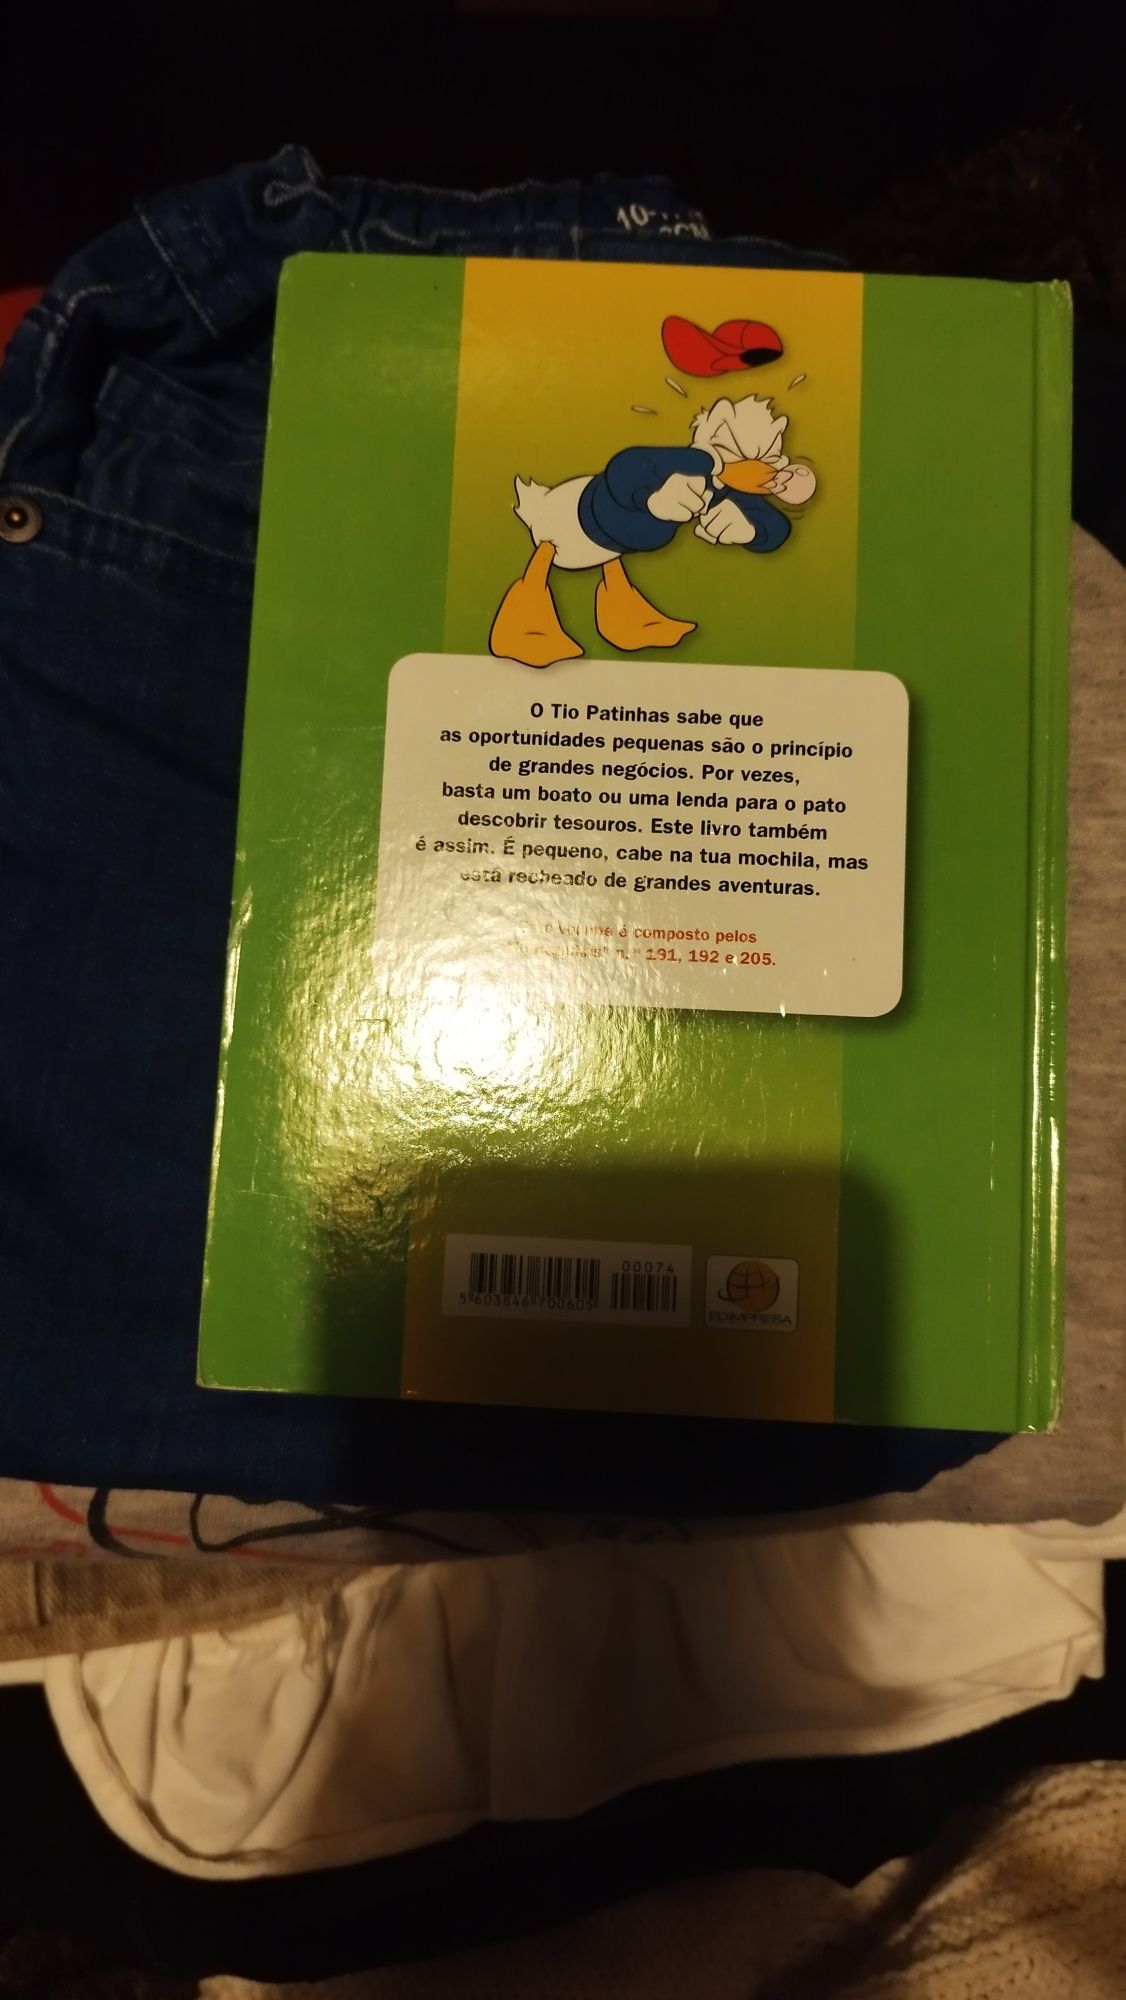 O Tio Patinhas sabe que
as oportunidades pequenas são o princípio
de grandes negócios. Por vezes,
basta um boato ou uma lenda para o pato
descobrir tesouros. Este livro também
é assim. É pequeno, cabe na tua mochila, mas
está recheado de grandes aventuras.
é composto pelos
n.ºs 191, 192 e 205.
00074
5 603846 700605
EDIMPRESA